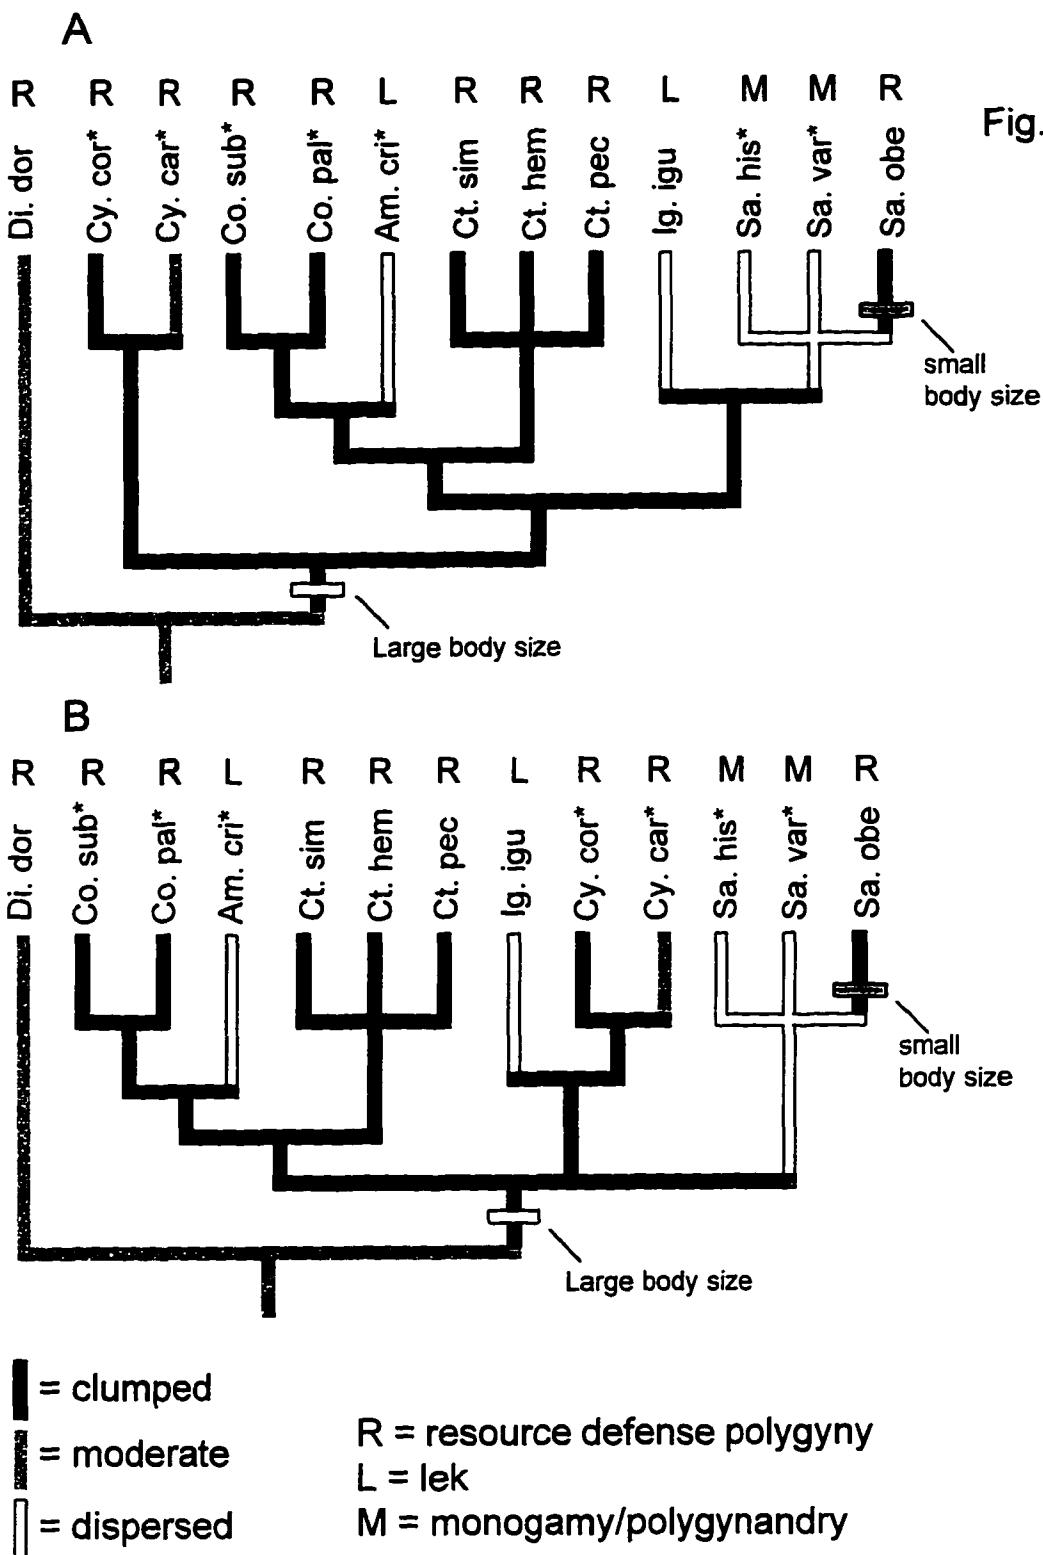 A
R R R R R L R R R L M M R
Fig.
Di. dor
Cy. cor*
Cy. car*
Co. sub*
Co. pal*
Am. cri*
Ct. sim
Ct. hem
Ct. pec
Ig. igu
Sa. his*
Sa. var*
Sa. obe
small
body size
Large body size
B
R R R L R R R L R R M M R
Di. dor
Co. sub*
Co. pal*
Am. cri*
Ct. sim
Ct. hem
Ct. pec
Ig. igu
Cy. cor*
Cy. car*
Sa. his*
Sa. var*
Sa. obe
small
body size
Large body size
= clumped
= moderate
= dispersed
R = resource defense polygyny
L = lek
M = monogamy/polygynandry